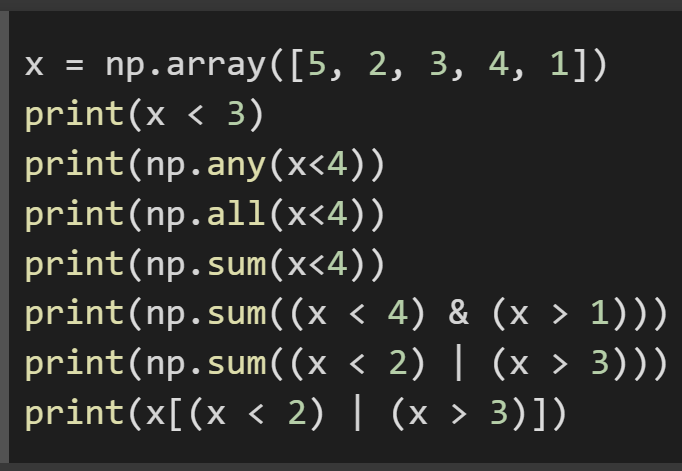 x = np.array([5, 2, 3, 4, 1])
print(x < 3)
print(np.any(x<4))
print(np.all(x<4))
print(np.sum(x<4))
print(np.sum((x < 4) & (x > 1)))
print(np.sum((x < 2) | (x > 3)))
print(x[(x < 2) | (x > 3)])